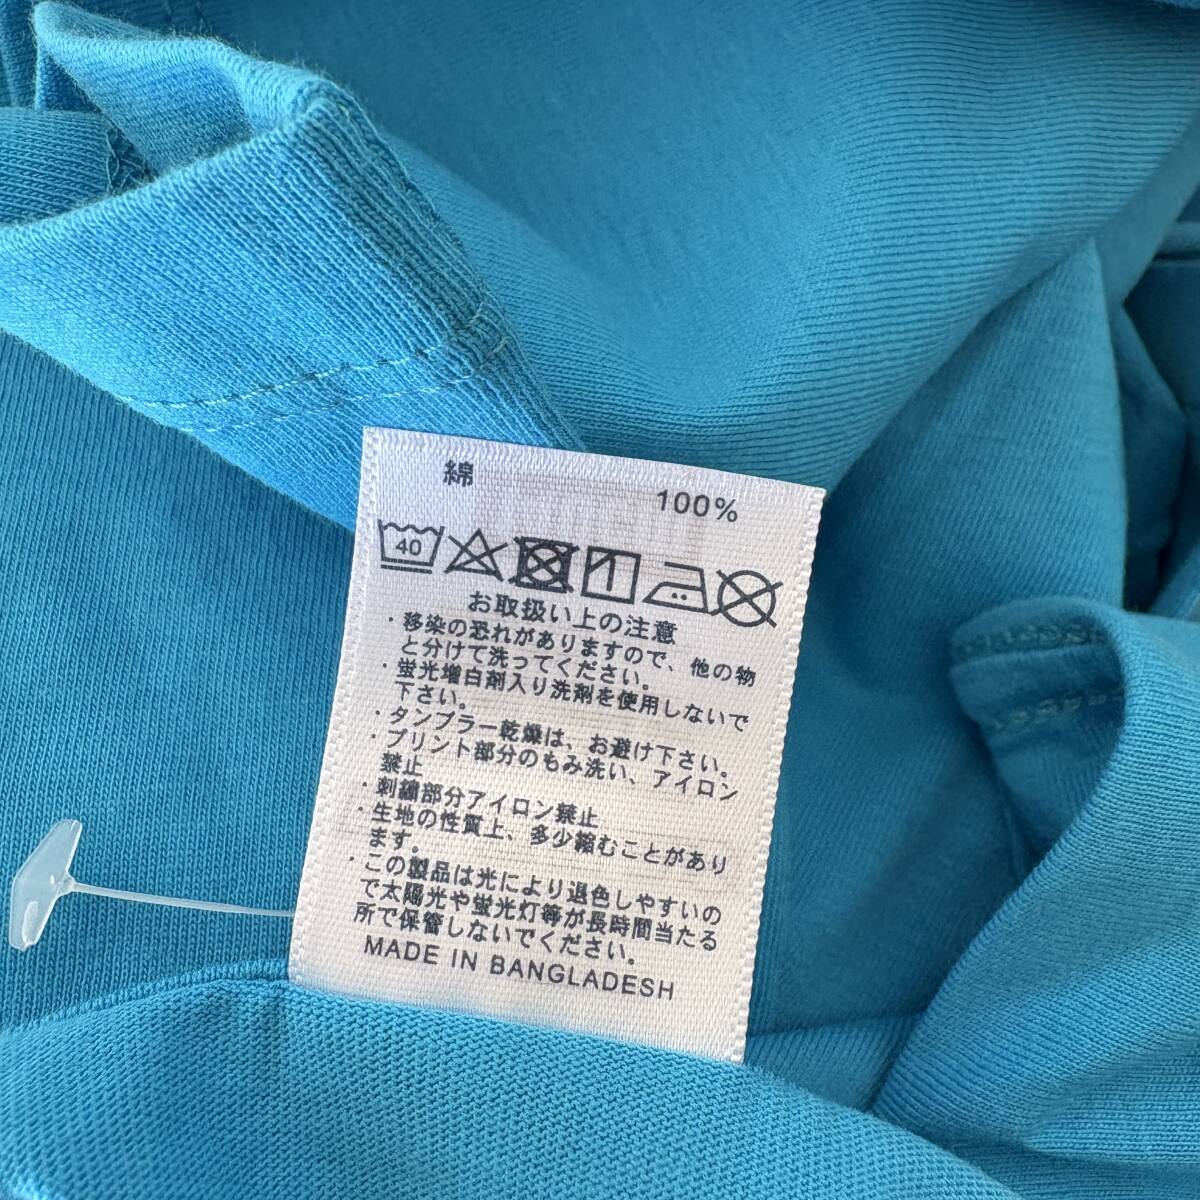 綿 100%
40
お取扱い上の注意
・移染の恐れがありますので、他の物
と分けて洗ってください。
・蛍光増白剤入り洗剤を使用しないで
下さい。
・タンブラー乾燥は、お避け下さい。
・プリント部分のもみ洗い、アイロン
禁止
・刺繍部分アイロン禁止
・生地の性質上、多少縮むことがあり
ます。
・この製品は光により退色しやすいの
で太陽光や蛍光灯等が長時間当たる
所で保管しないでください。
MADE IN BANGLADESH